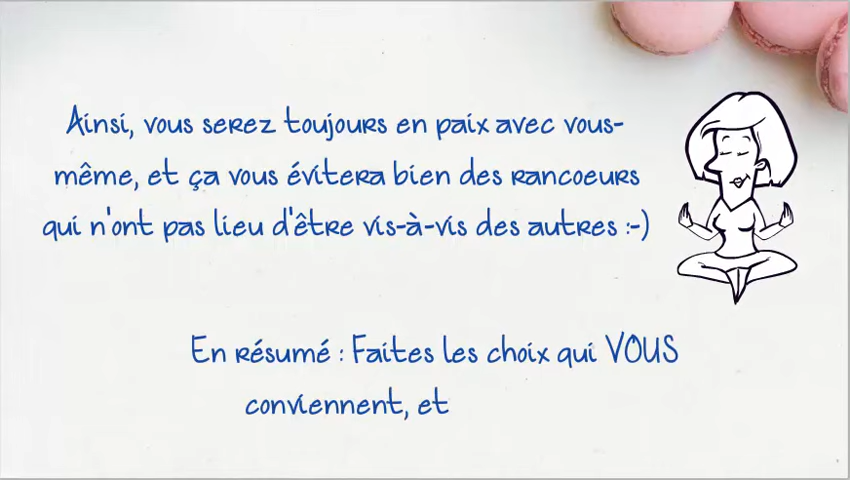 Ainsi, vous serez toujours en paix avec vous-
même, et ça vous évitera bien des rancoeurs
qui n'ont pas lieu d'être vis-à-vis des autres :-)
En résumé : Faites les choix qui VOUS
conviennent, et